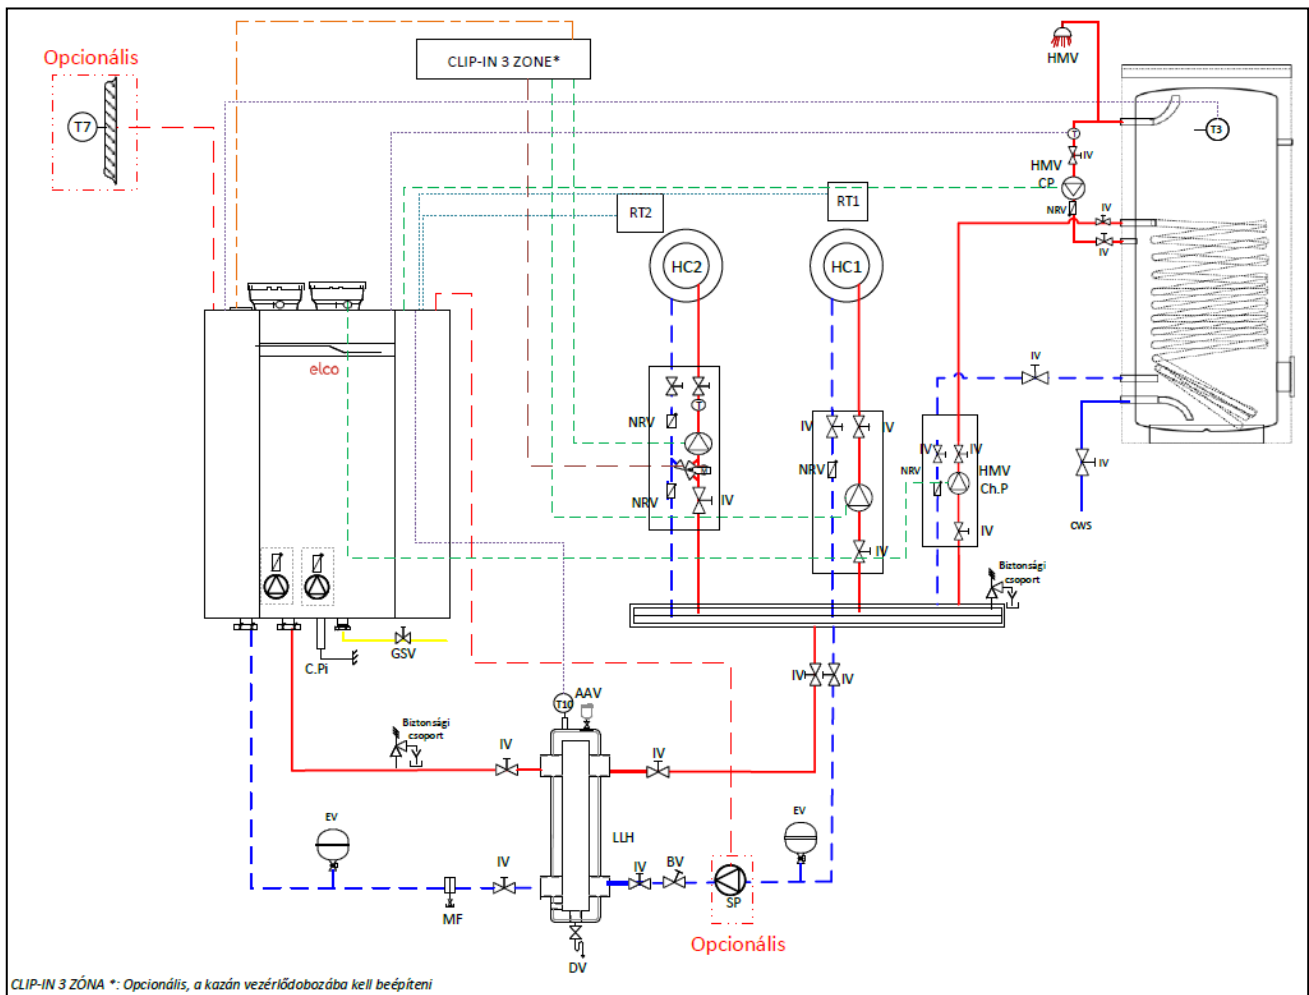 CLIP-IN 3 ZONE*
HMV
Opcionális
T7
T3
T
IV
HMV
CP
NRV
IV
IV
RT2
RT1
HC2
HC1
elco
IV
T
NRV
NRV
IV
M
IV
IV
NRV
IV
IV
IV
NRV
HMV
Ch.P
IV
IV
cws
Biztonsági
csoport
GSV
C.Pi
IV
IV
T10
AAV
Biztonsági
csoport
IV
IV
EV
EV
LLH
IV
IV
BV
SP
MF
Opcionális
DV
CLIP-IN 3 ZÓNA *: Opcionális, a kazán vezérlődobozába kell beépíteni